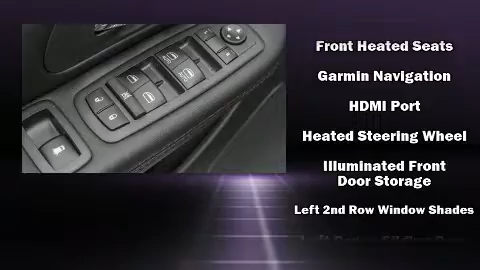 Front Heated Seats
Garmin Navigation
HDMI Port
Heated Steering Wheel
Illuminated Front
Door Storage
Left 2nd Row Window Shades